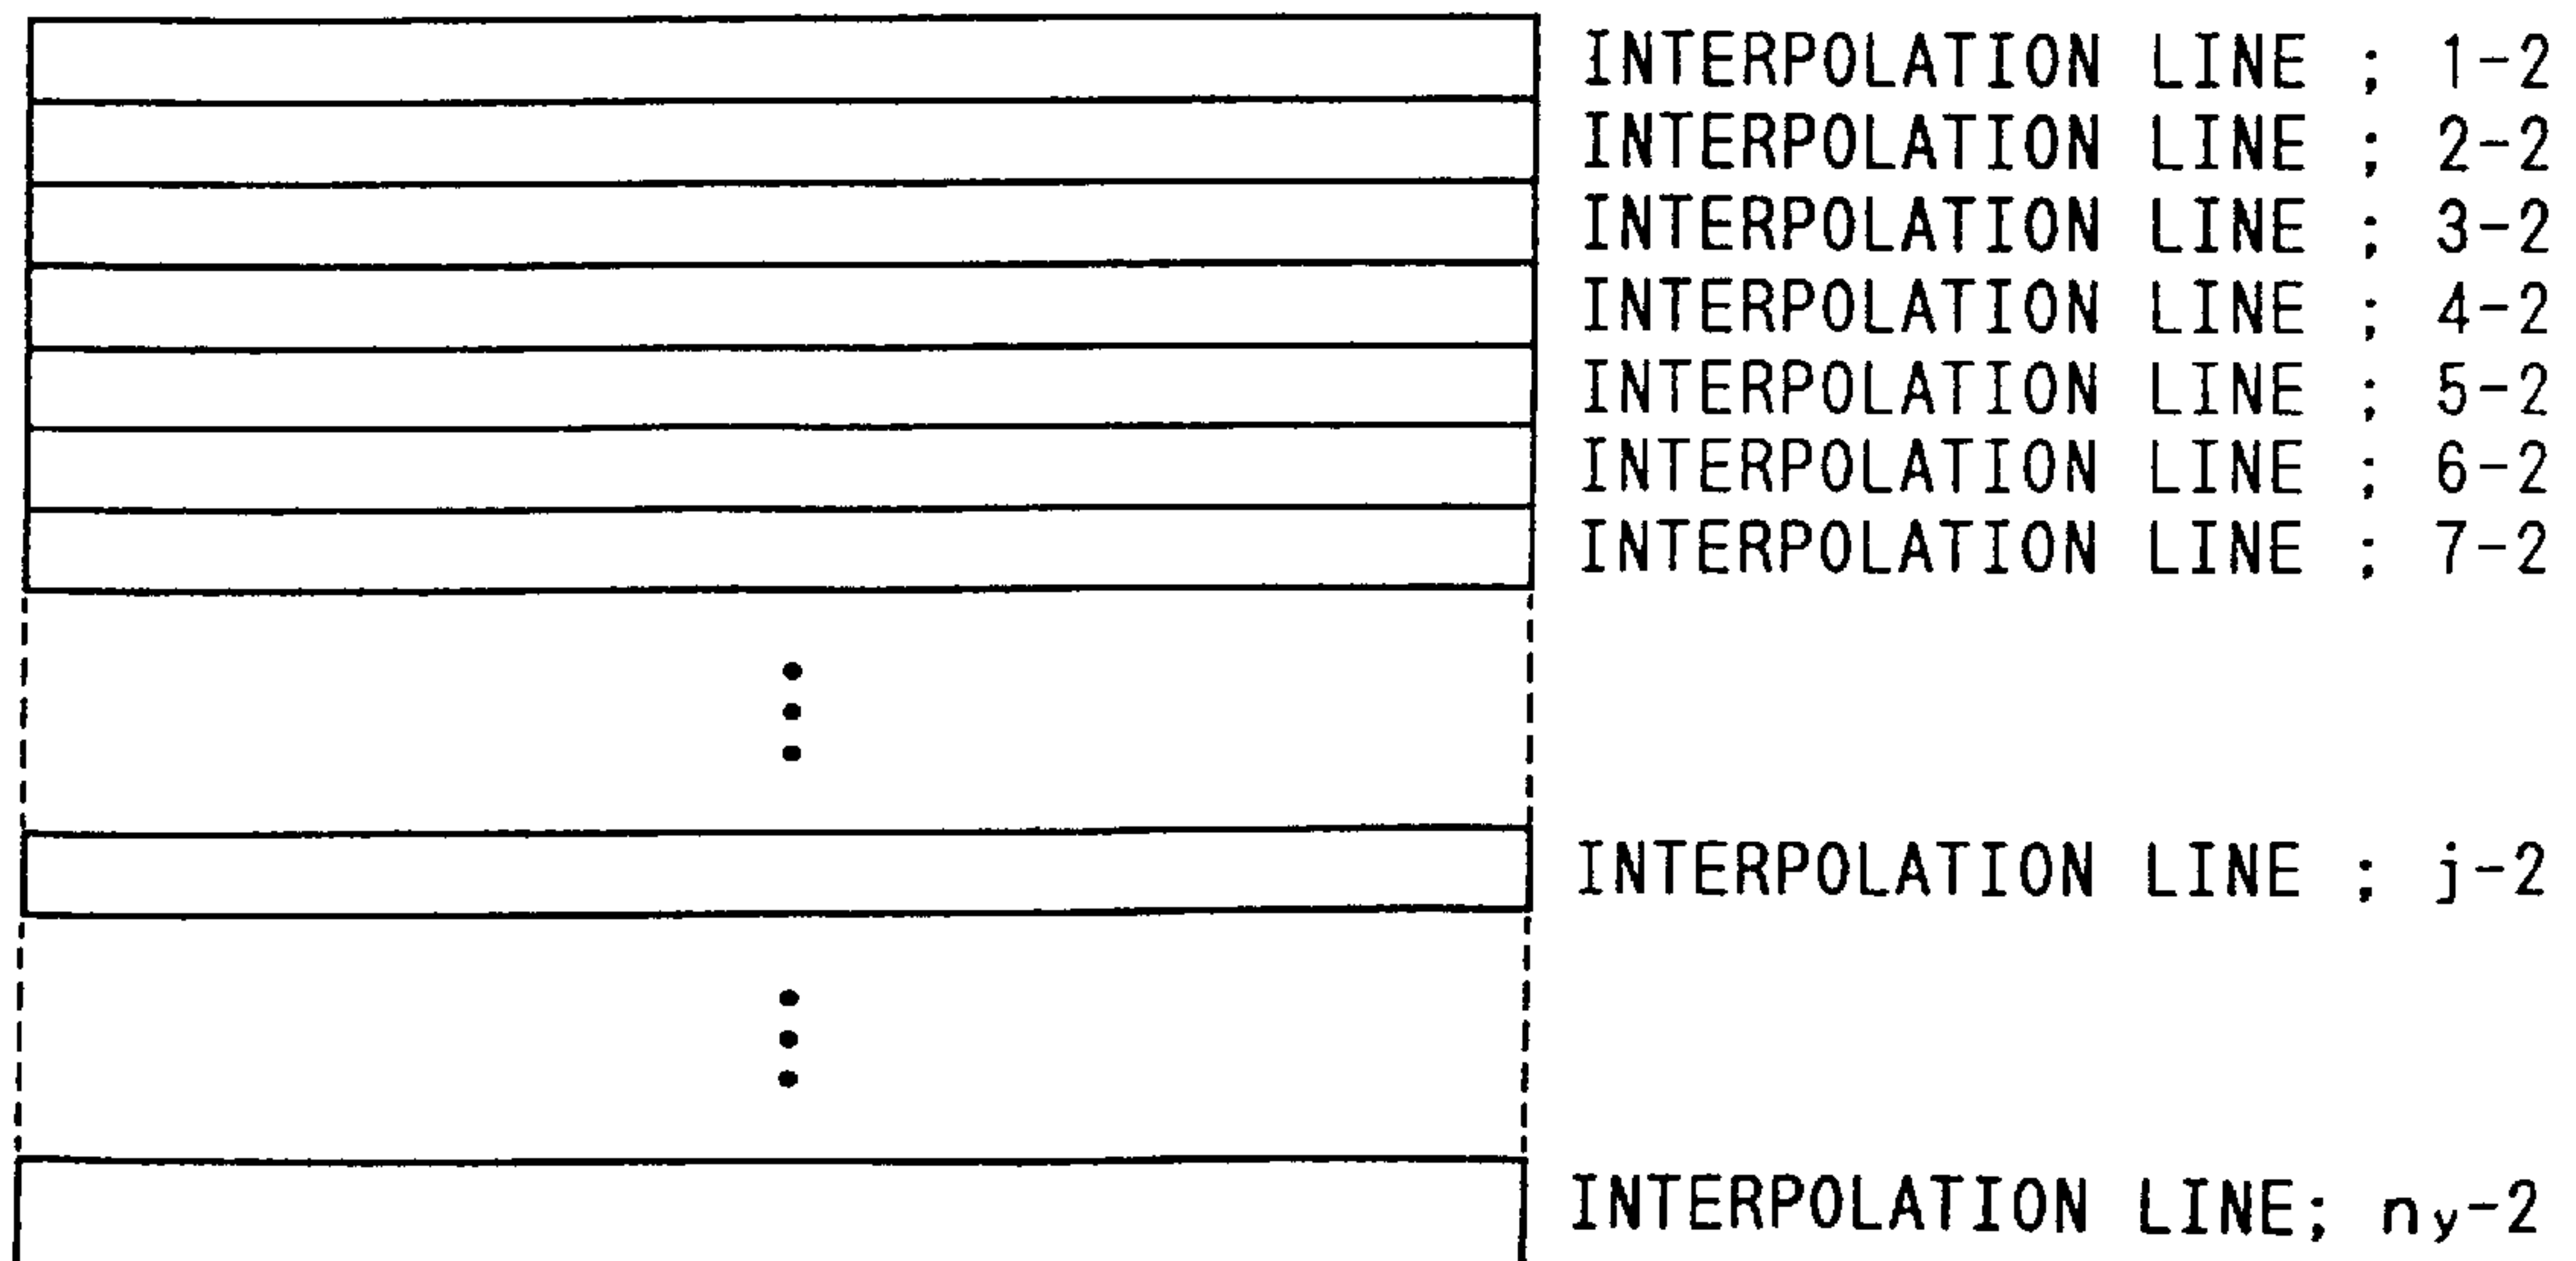 INTERPOLATION LINE ; 1-2
INTERPOLATION LINE ; 2-2
INTERPOLATION LINE ; 3-2
INTERPOLATION LINE ; 4-2
INTERPOLATION LINE ; 5-2
INTERPOLATION LINE ; 6-2
INTERPOLATION LINE ; 7-2
INTERPOLATION LINE ; j-2
INTERPOLATION LINE; ny-2